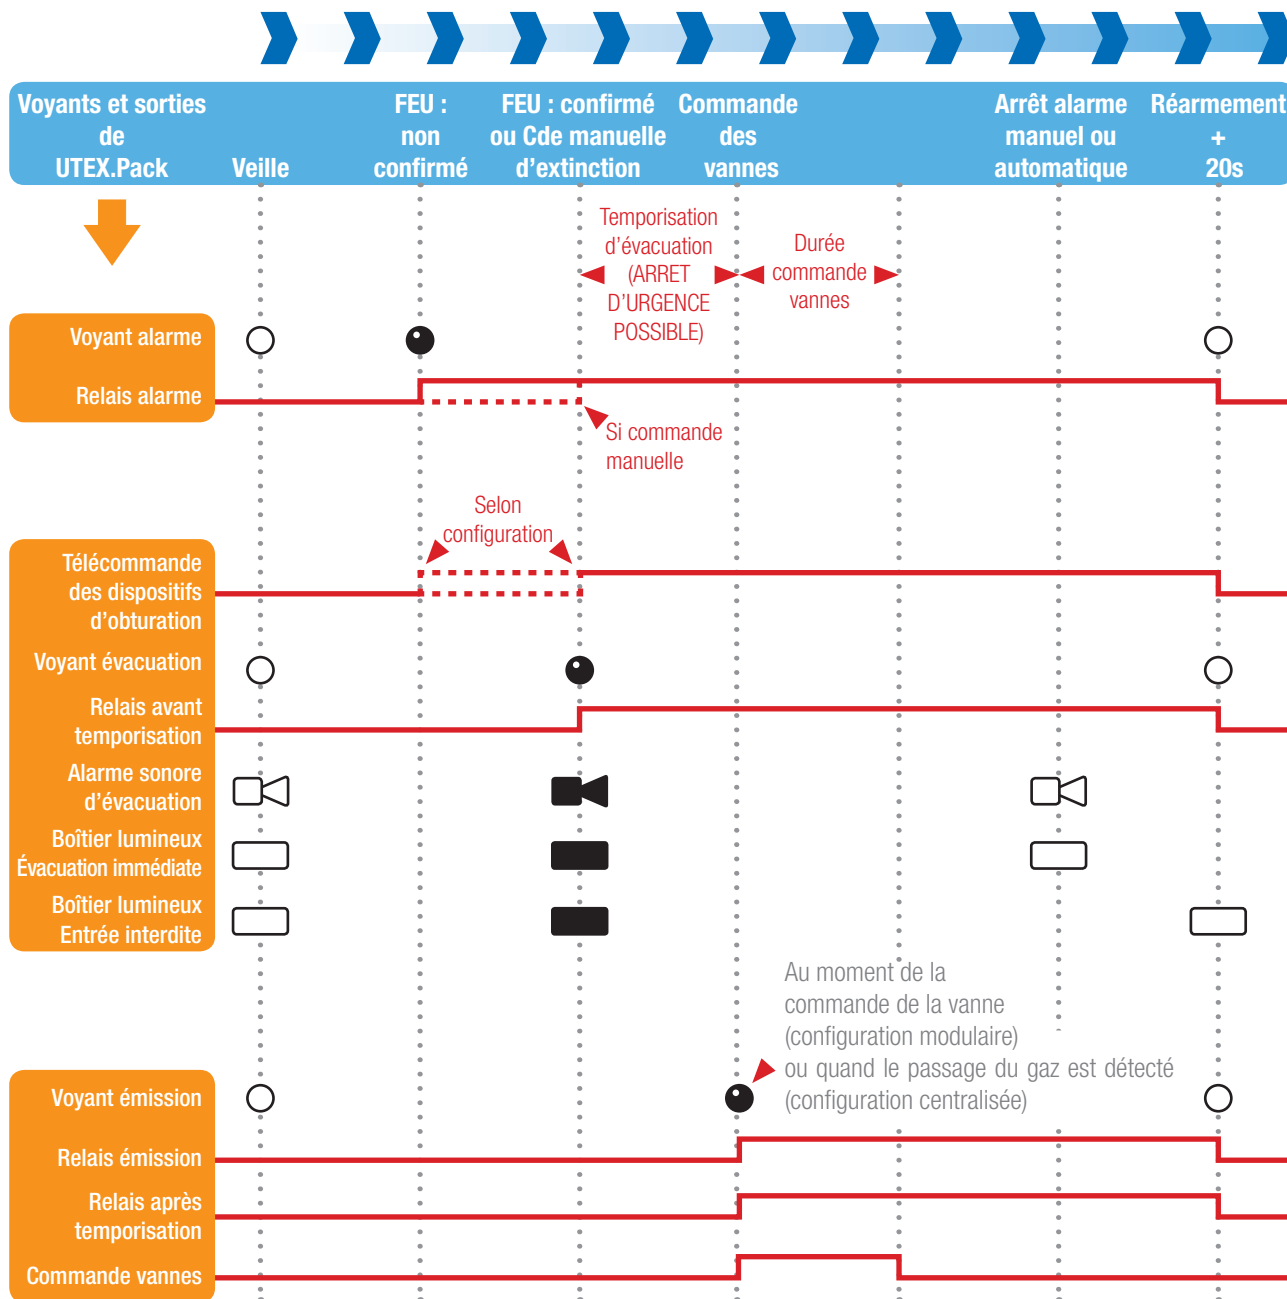 Voyants et sorties
de
UTEX.Pack
Veille
FEU :
non
confirmé
FEU : confirmé
ou Cde manuelle
d'extinction
Commande
des
vannes
Arrêt alarme
manuel ou
automatique
Réarmement
+
20s
Temporisation
d'évacuation
(ARRET
D'URGENCE
POSSIBLE)
Durée
commande
vannes
Voyant alarme
Relais alarme
Si commande
manuelle
Selon
configuration
Télécommande
des dispositifs
d'obturation
Voyant évacuation
Relais avant
temporisation
Alarme sonore
d'évacuation
Boîtier lumineux
Évacuation immédiate
Boîtier lumineux
Entrée interdite
Au moment de la
commande de la vanne
(configuration modulaire)
ou quand le passage du gaz est détecté
(configuration centralisée)
Voyant émission
Relais émission
Relais après
temporisation
Commande vannes